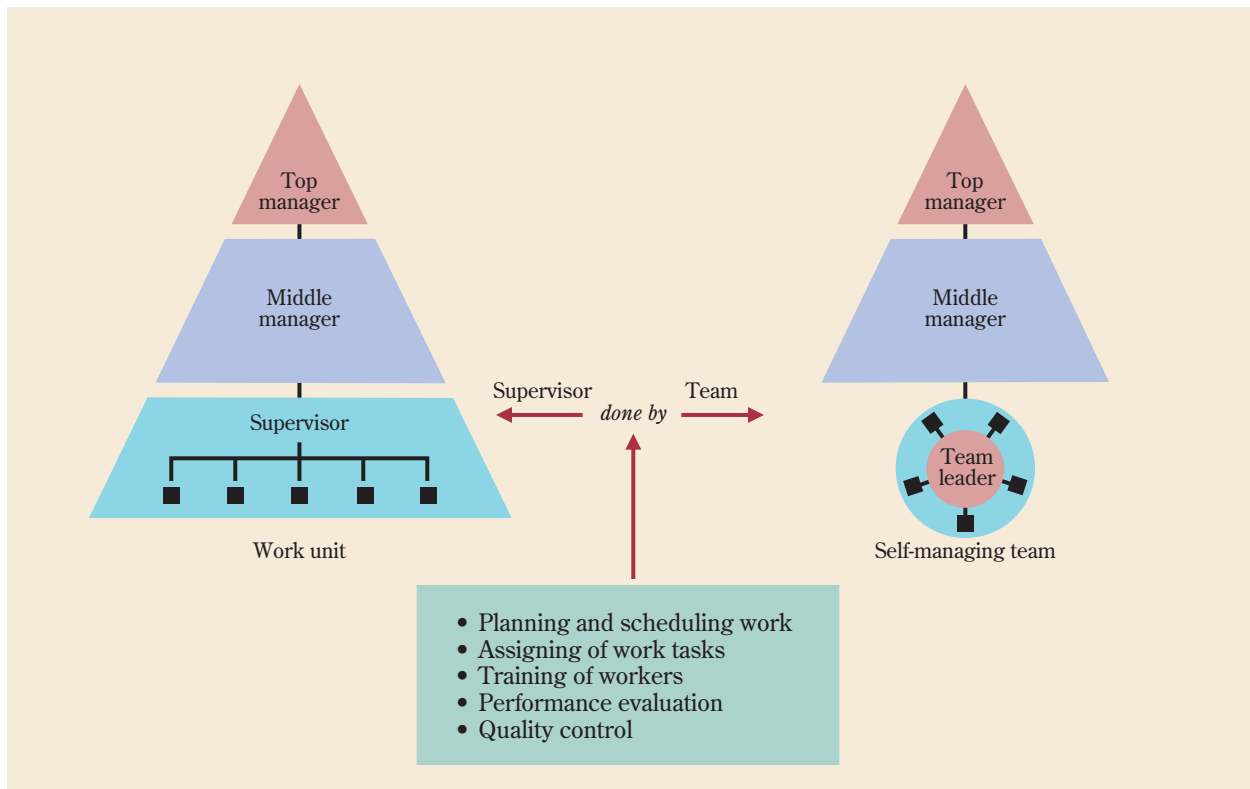 Top
manager
Middle
manager
Supervisor
Work unit
Supervisor
done by
Team
Top
manager
Middle
manager
Team
leader
Self-managing team
• Planning and scheduling work
• Assigning of work tasks
• Training of workers
• Performance evaluation
• Quality control